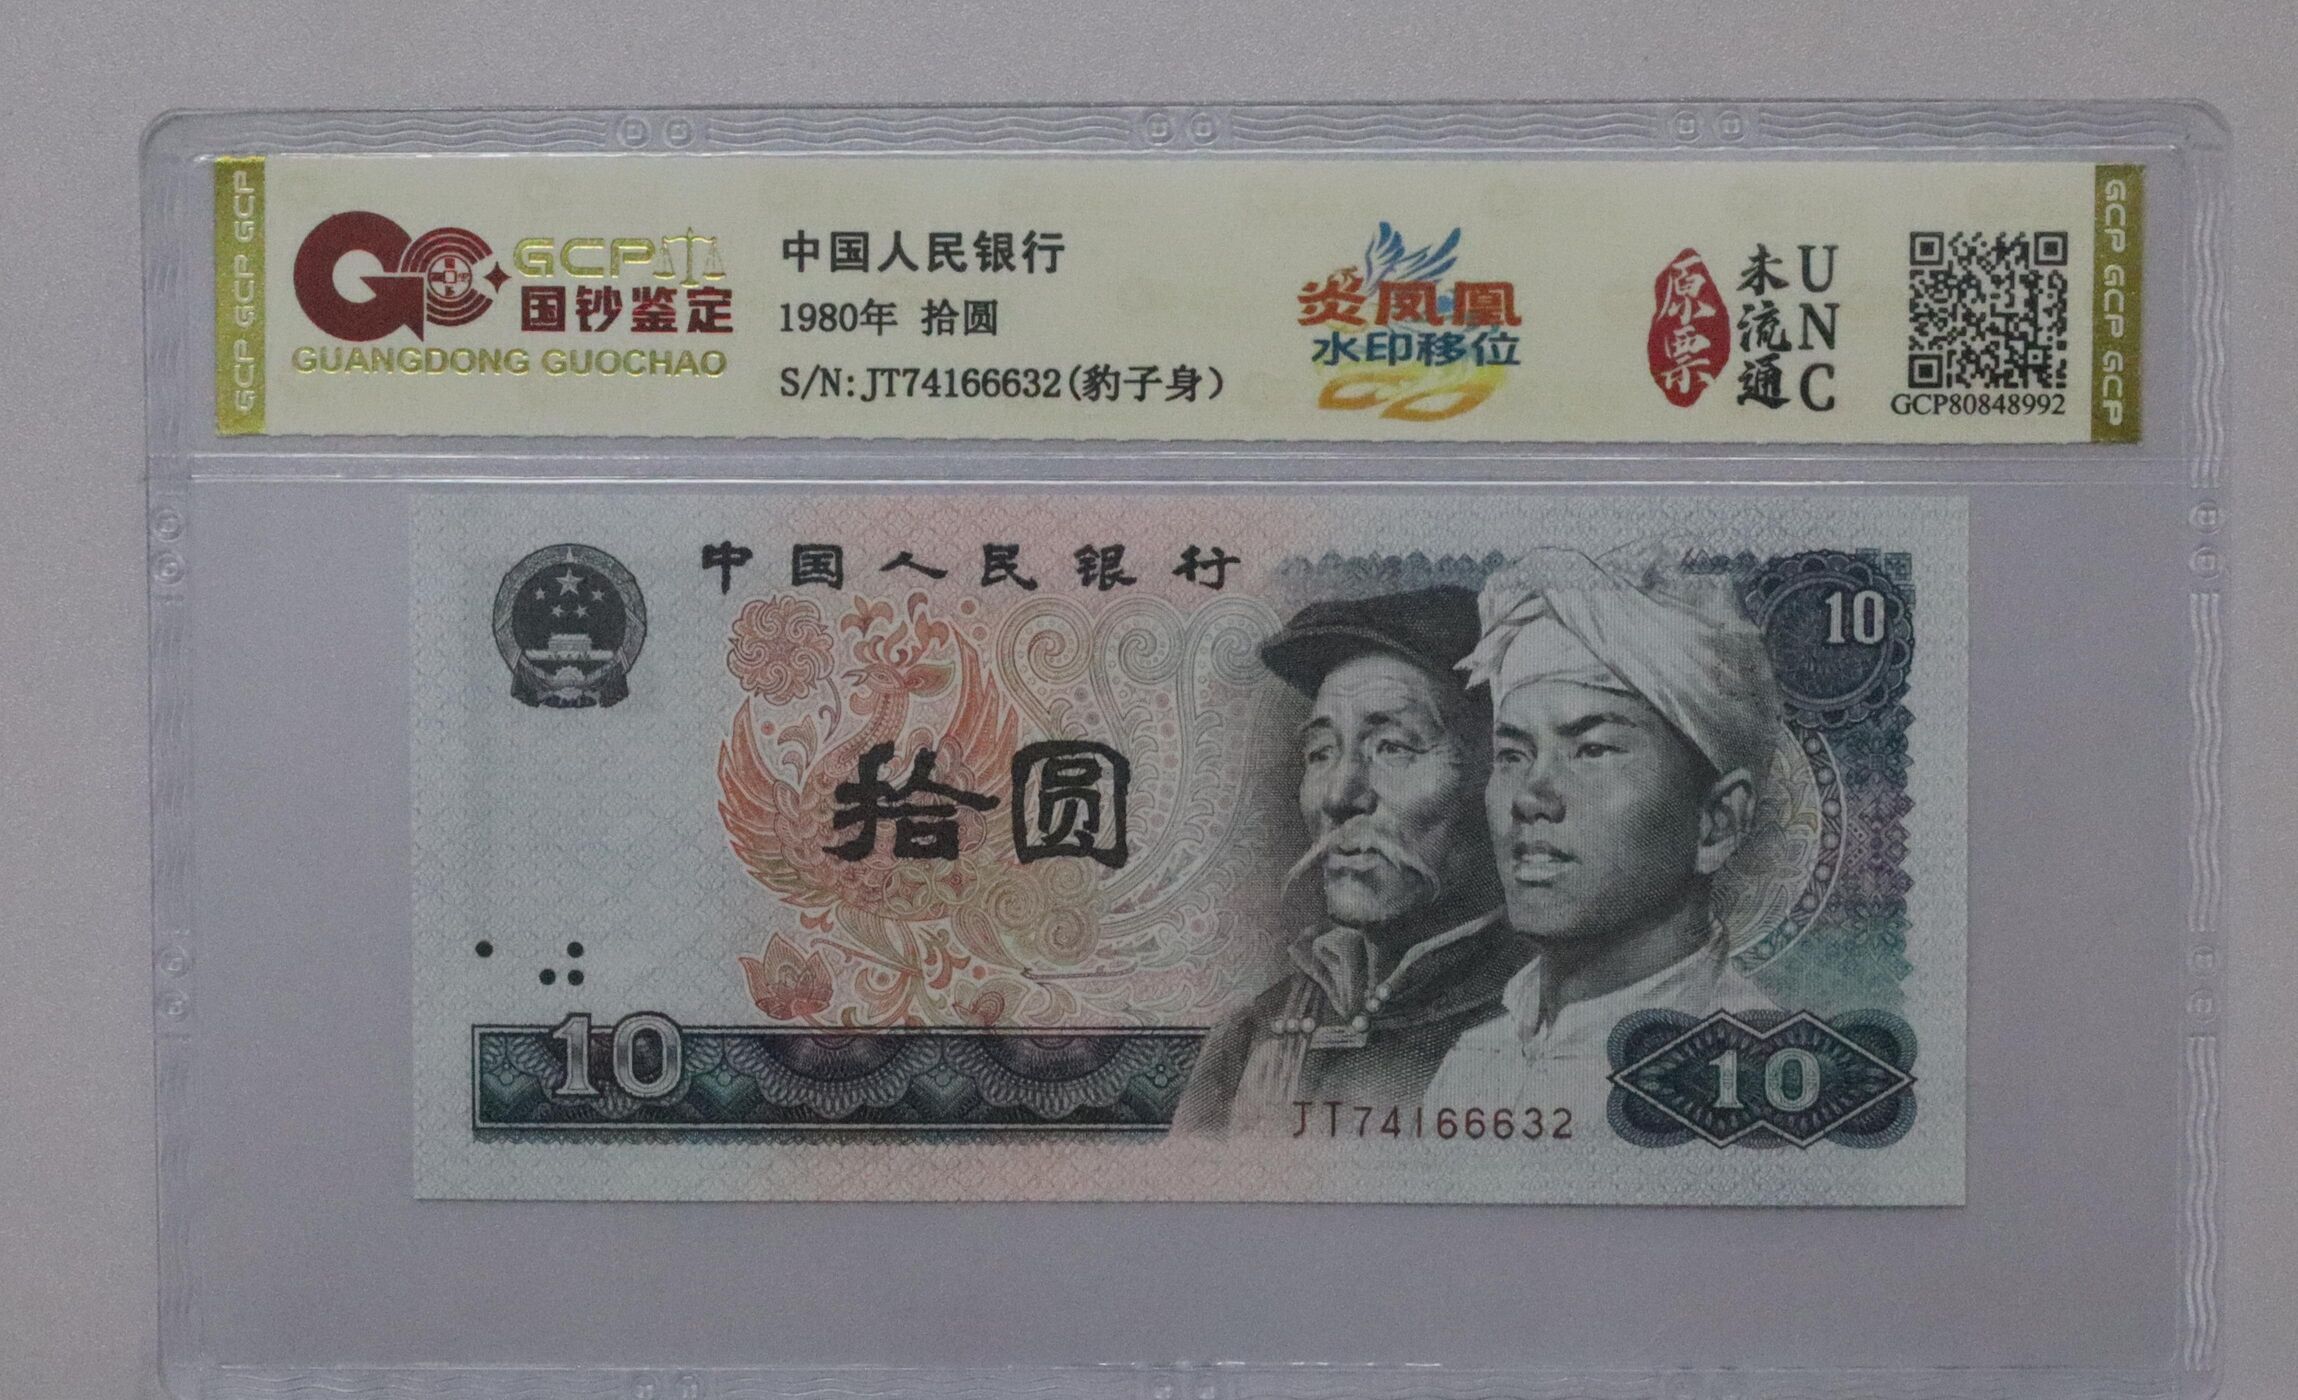 GCP GCP GCP
GCP
国钞鉴定
GUANGDONG GUOCHAO
中国人民银行
1980年 拾圆
S/N:JT74166632(豹子身)
炎凤凰
水印移位
原票
未流通
UNC
GCP80848992
GCP GCP GCP
中国人民银行
10
拾圆
10
JT74166632
10